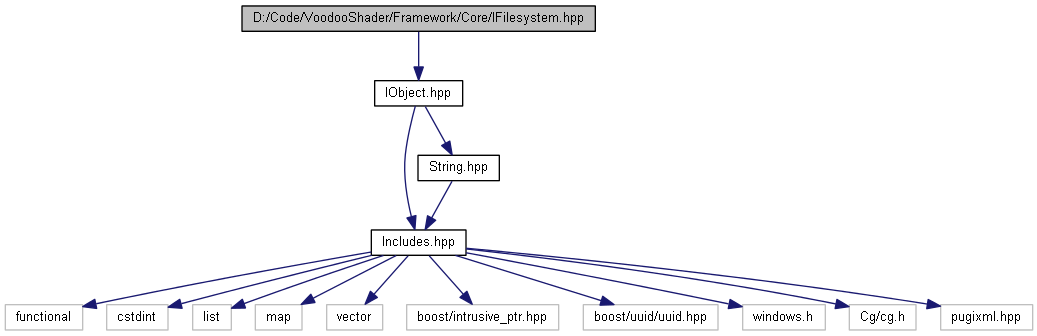 D:/Code/VoodooShader/Framework/Core/IFilesystem.hpp
IObject.hpp
String.hpp
Includes.hpp
functional
cstdint
list
map
vector
boost/intrusive_ptr.hpp
boost/uuid/uuid.hpp
windows.h
Cg/cg.h
pugixml.hpp